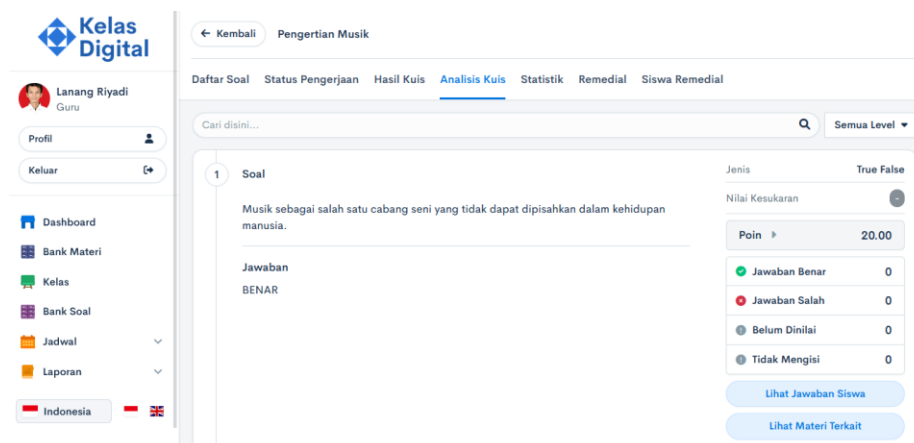 Kelas
Digital
Lanang Riyadi
Guru
Profil
Keluar
Dashboard
Bank Materi
Kelas
Bank Soal
Jadwal
Laporan
Indonesia
← Kembali
Pengertian Musik
Daftar Soal Status Pengerjaan Hasil Kuis Analisis Kuis Statistik Remedial Siswa Remedial
Cari disini...
Semua Level
1 Soal
Musik sebagai salah satu cabang seni yang tidak dapat dipisahkan dalam kehidupan
manusia.
Jawaban
BENAR
Jenis True False
Nilai Kesukaran -
Poin 20.00
Jawaban Benar 0
Jawaban Salah 0
Belum Dinilai 0
Tidak Mengisi 0
Lihat Jawaban Siswa
Lihat Materi Terkait